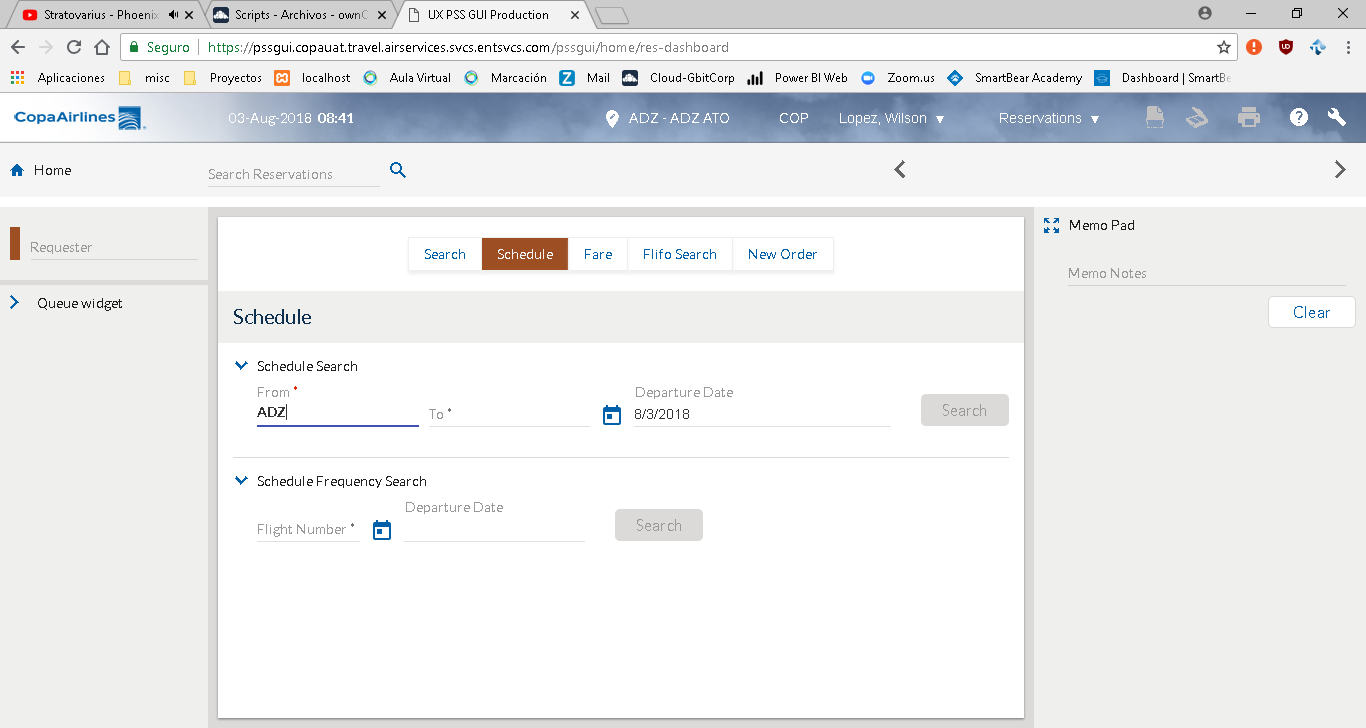 Stratovarius - Phoenix
Scripts - Archivos - ownC
UX PSS GUI Production
Seguro
https://pssgui.copauat.travel.airservices.svcs.entsvcs.com/pssgui/home/res-dashboard
Aplicaciones
misc
Proyectos
localhost
Aula Virtual
Marcación
Mail
Cloud-GbitCorp
Power BI Web
Zoom.us
SmartBear Academy
Dashboard | SmartBe
CopaAirlines
03-Aug-2018 08:41
ADZ - ADZ ATO
COP
Lopez, Wilson
Reservations
Home
Search Reservations
Requester
Queue widget
Search
Schedule
Fare
Flifo Search
New Order
Schedule
Schedule Search
From *
ADZ
To *
Departure Date
8/3/2018
Search
Schedule Frequency Search
Flight Number *
Departure Date
Search
Memo Pad
Memo Notes
Clear